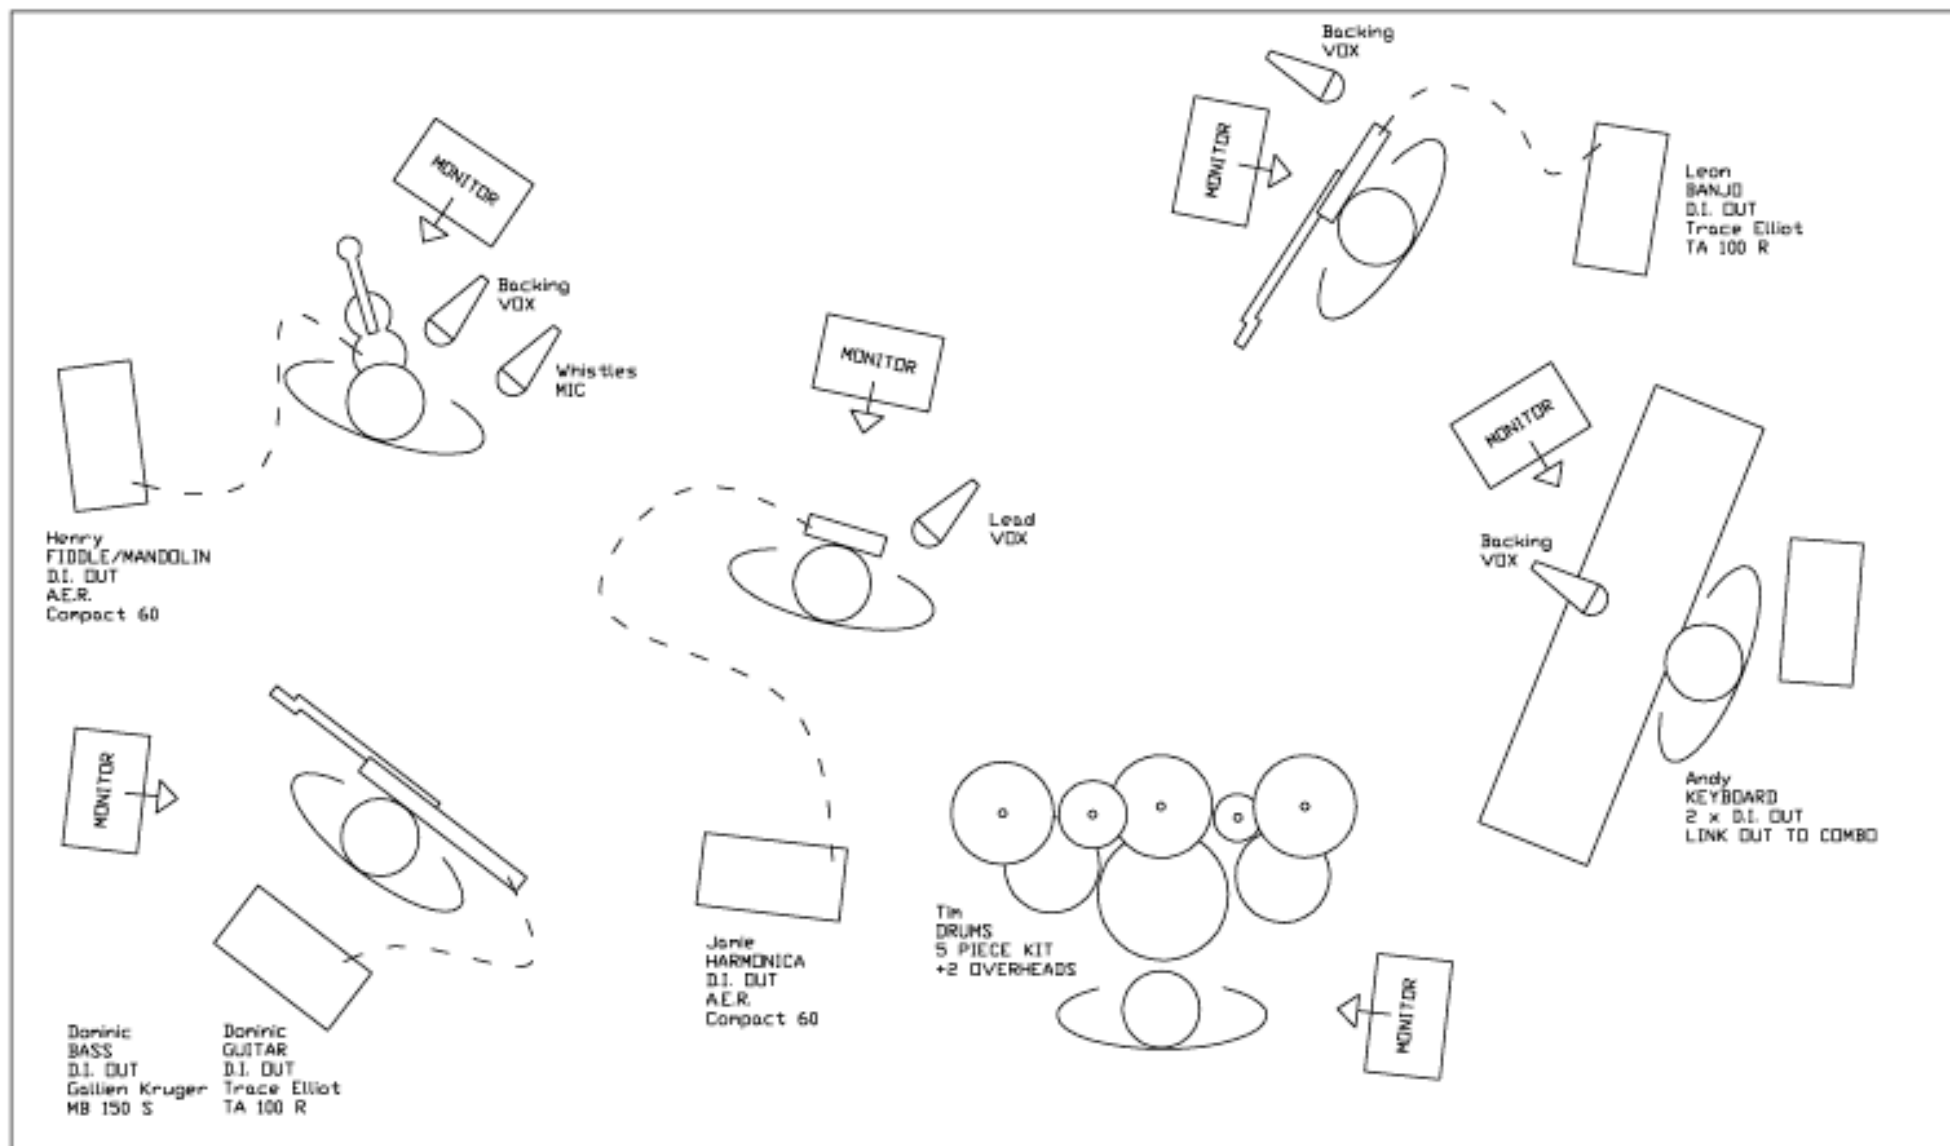 Backing
VOX
MONITOR
MONITOR
Leon
BANJO
D.I. OUT
Trace Elliot
TA 100 R
Backing
VOX
Whistles
MIC
MONITOR
MONITOR
Lead
VOX
Backing
VOX
Henry
FIDDLE/MANDOLIN
D.I. OUT
A.E.R.
Compact 60
MONITOR
Andy
KEYBOARD
2 x D.I. OUT
LINK OUT TO COMBO
Tim
DRUMS
5 PIECE KIT
+2 OVERHEADS
Jamie
HARMONICA
D.I. OUT
A.E.R.
Compact 60
MONITOR
Dominic
BASS
D.I. OUT
Gallien Kruger
MB 150 S
Dominic
GUITAR
D.I. OUT
Trace Elliot
TA 100 R